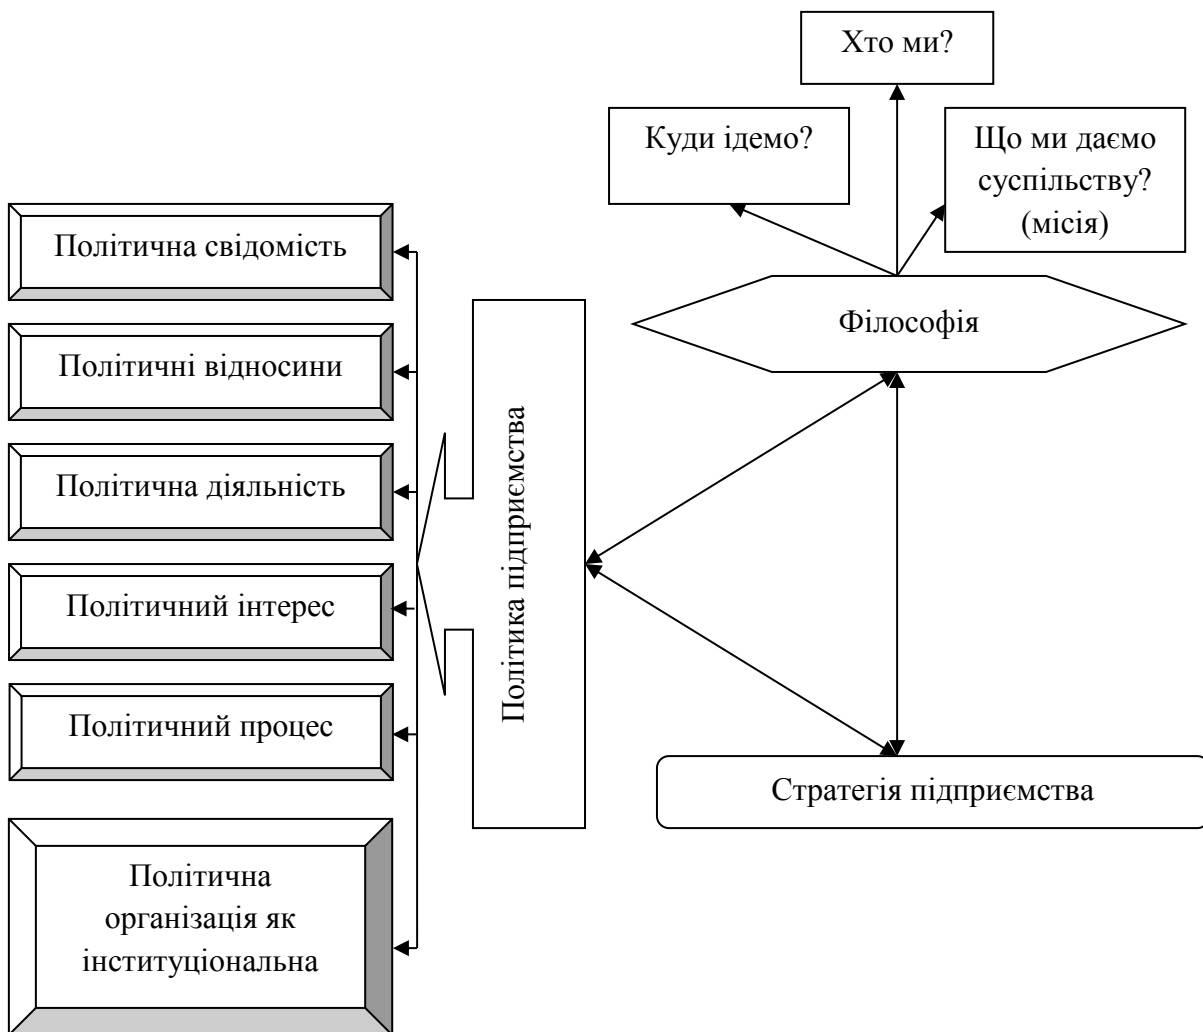 Хто ми?
Куди ідемо?
Що ми даємо
суспільству?
(місія)
Філософія
Політична свідомість
Політичні відносини
Політична діяльність
Політичний інтерес
Політичний процес
Політична
організація як
інституціональна
Політика підприємства
Стратегія підприємства